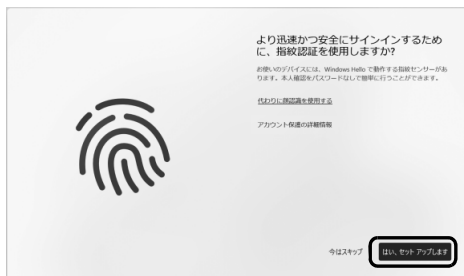 より迅速かつ安全にサインインするため
に、指紋認証を使用しますか?
お使いのデバイスには、Windows Hello で動作する指紋センサーがあ
ります。本人確認をパスワードなしで簡単に行うことができます。
代わりに顔認識を使用する
アカウント保護の詳細情報
今はスキップ
はい、セットアップします